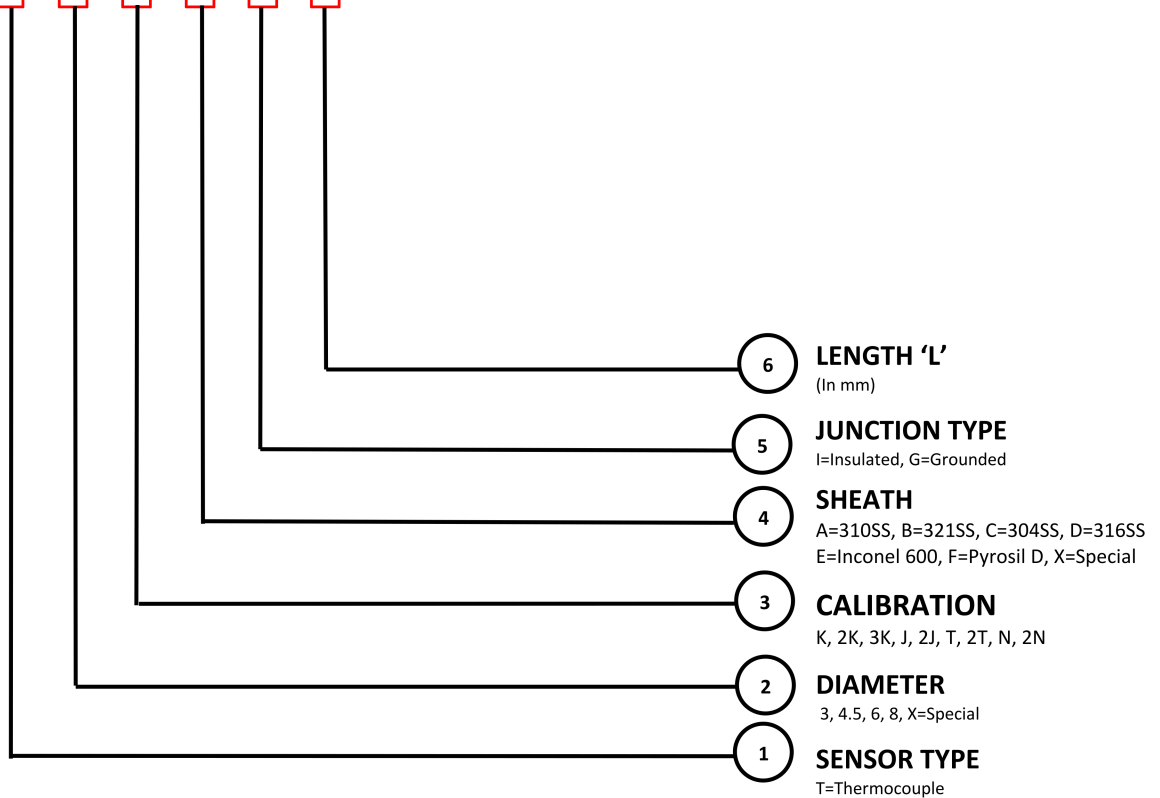 6
LENGTH ‘L’
(In mm)
5
JUNCTION TYPE
I=Insulated, G=Grounded
4
SHEATH
A=310SS, B=321SS, C=304SS, D=316SS
E=Inconel 600, F=Pyrosil D, X=Special
3
CALIBRATION
K, 2K, 3K, J, 2J, T, 2T, N, 2N
2
DIAMETER
3, 4.5, 6, 8, X=Special
1
SENSOR TYPE
T=Thermocouple